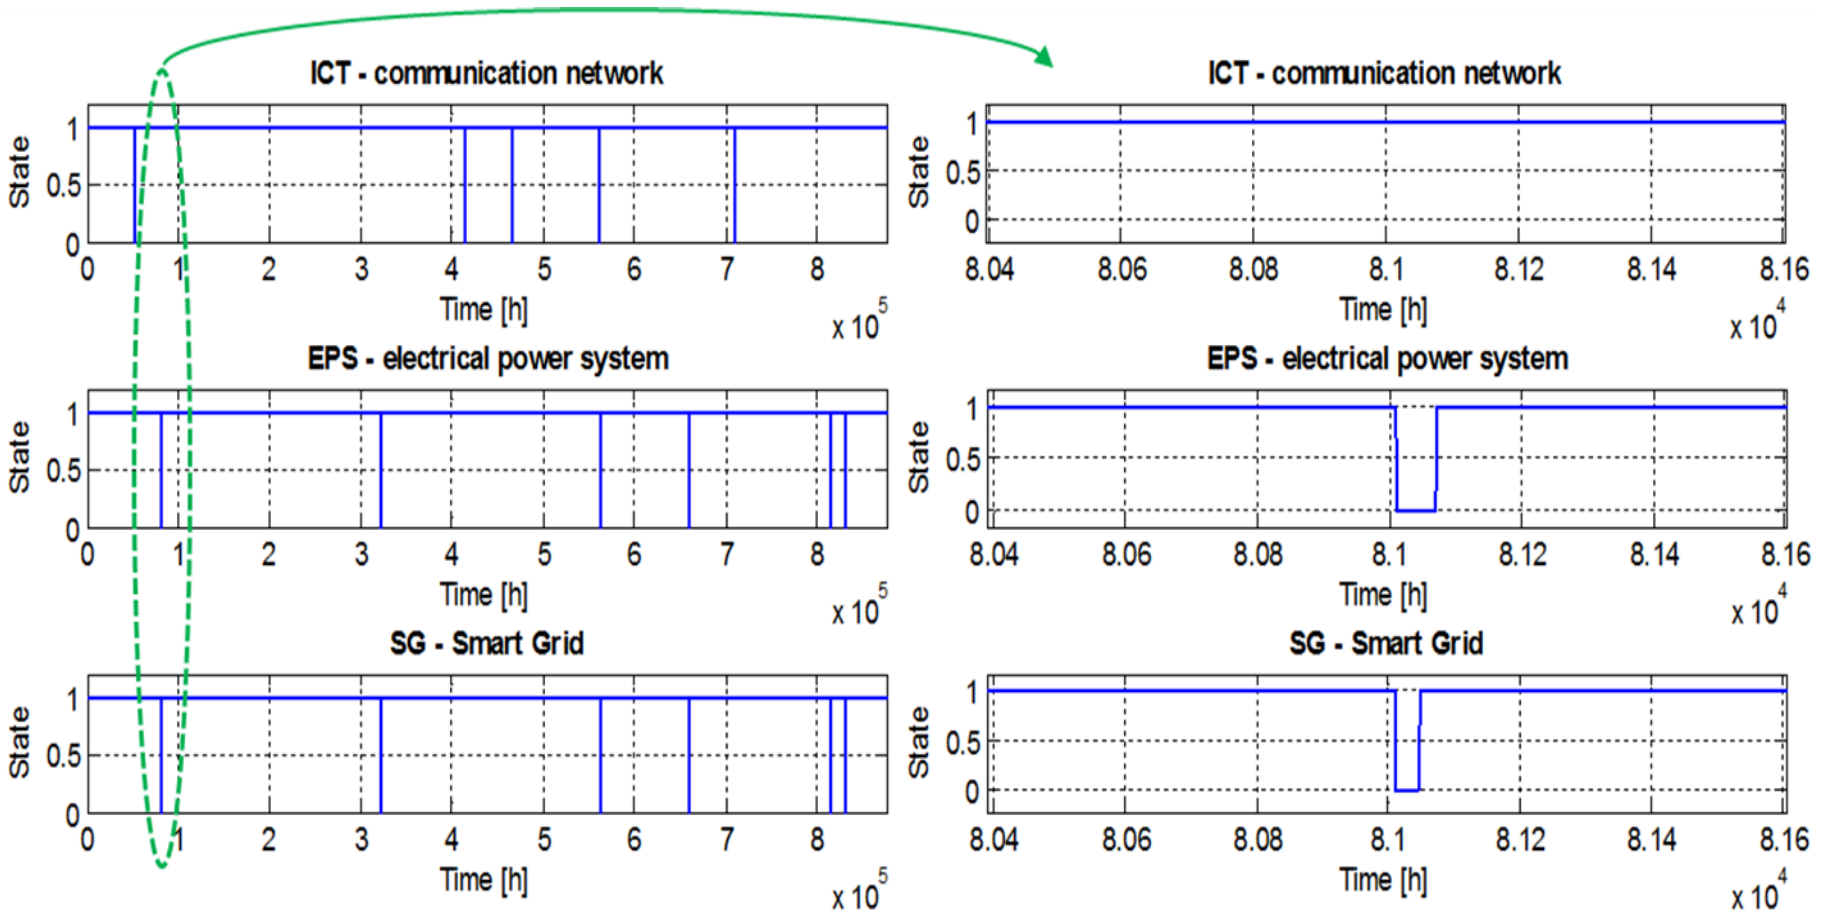 ICT - communication network
State
1
0.5
0
0 1 2 3 4 5 6 7 8
Time [h]
x 10^5
EPS - electrical power system
State
1
0.5
0
0 1 2 3 4 5 6 7 8
Time [h]
x 10^5
SG - Smart Grid
State
1
0.5
0
0 1 2 3 4 5 6 7 8
Time [h]
x 10^5
ICT - communication network
State
1
0.5
0
8.04 8.06 8.08 8.1 8.12 8.14 8.16
Time [h]
x 10^4
EPS - electrical power system
State
1
0.5
0
8.04 8.06 8.08 8.1 8.12 8.14 8.16
Time [h]
x 10^4
SG - Smart Grid
State
1
0.5
0
8.04 8.06 8.08 8.1 8.12 8.14 8.16
Time [h]
x 10^4